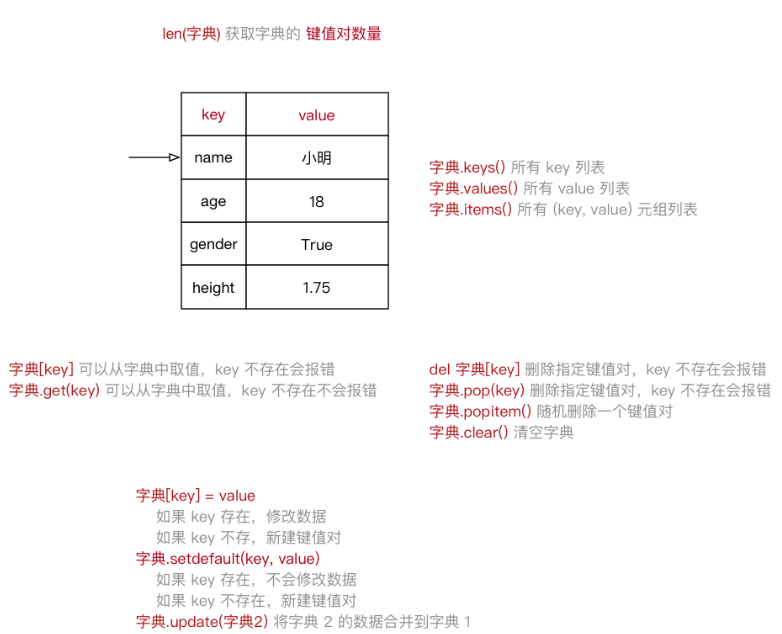 len(字典) 获取字典的 键值对数量
key value
name 小明
age 18
gender True
height 1.75
字典.keys() 所有 key 列表
字典.values() 所有 value 列表
字典.items() 所有 (key, value) 元组列表
字典[key] 可以从字典中取值，key 不存在会报错
字典.get(key) 可以从字典中取值，key 不存在不会报错
del 字典[key] 删除指定键值对，key 不存在会报错
字典.pop(key) 删除指定键值对，key 不存在会报错
字典.popitem() 随机删除一个键值对
字典.clear() 清空字典
字典[key] = value
如果 key 存在，修改数据
如果 key 不存，新建键值对
字典.setdefault(key, value)
如果 key 存在，不会修改数据
如果 key 不存在，新建键值对
字典.update(字典2) 将字典 2 的数据合并到字典 1